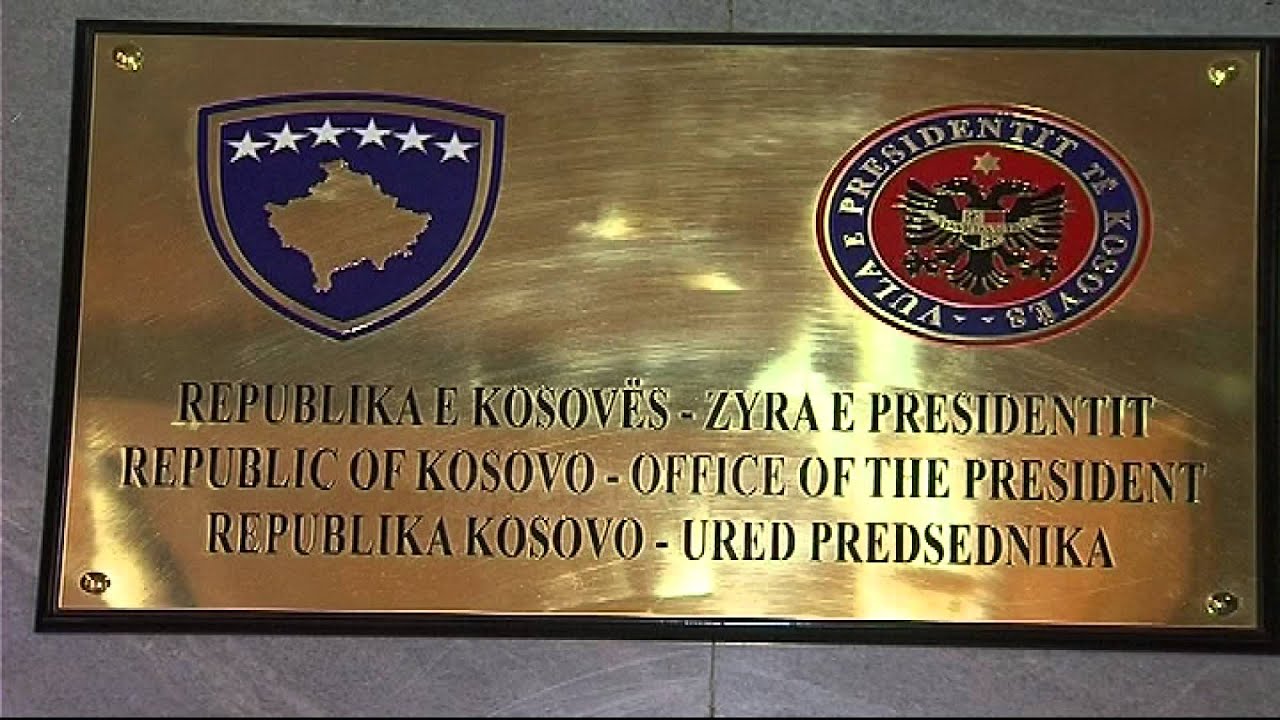 VULA E PRESIDENTIT TË KOSOVËS
REPUBLIKA E KOSOVËS - ZYRA E PRESIDENTIT
REPUBLIC OF KOSOVO - OFFICE OF THE PRESIDENT
REPUBLIKA KOSOVO - URED PREDSEDNIKA